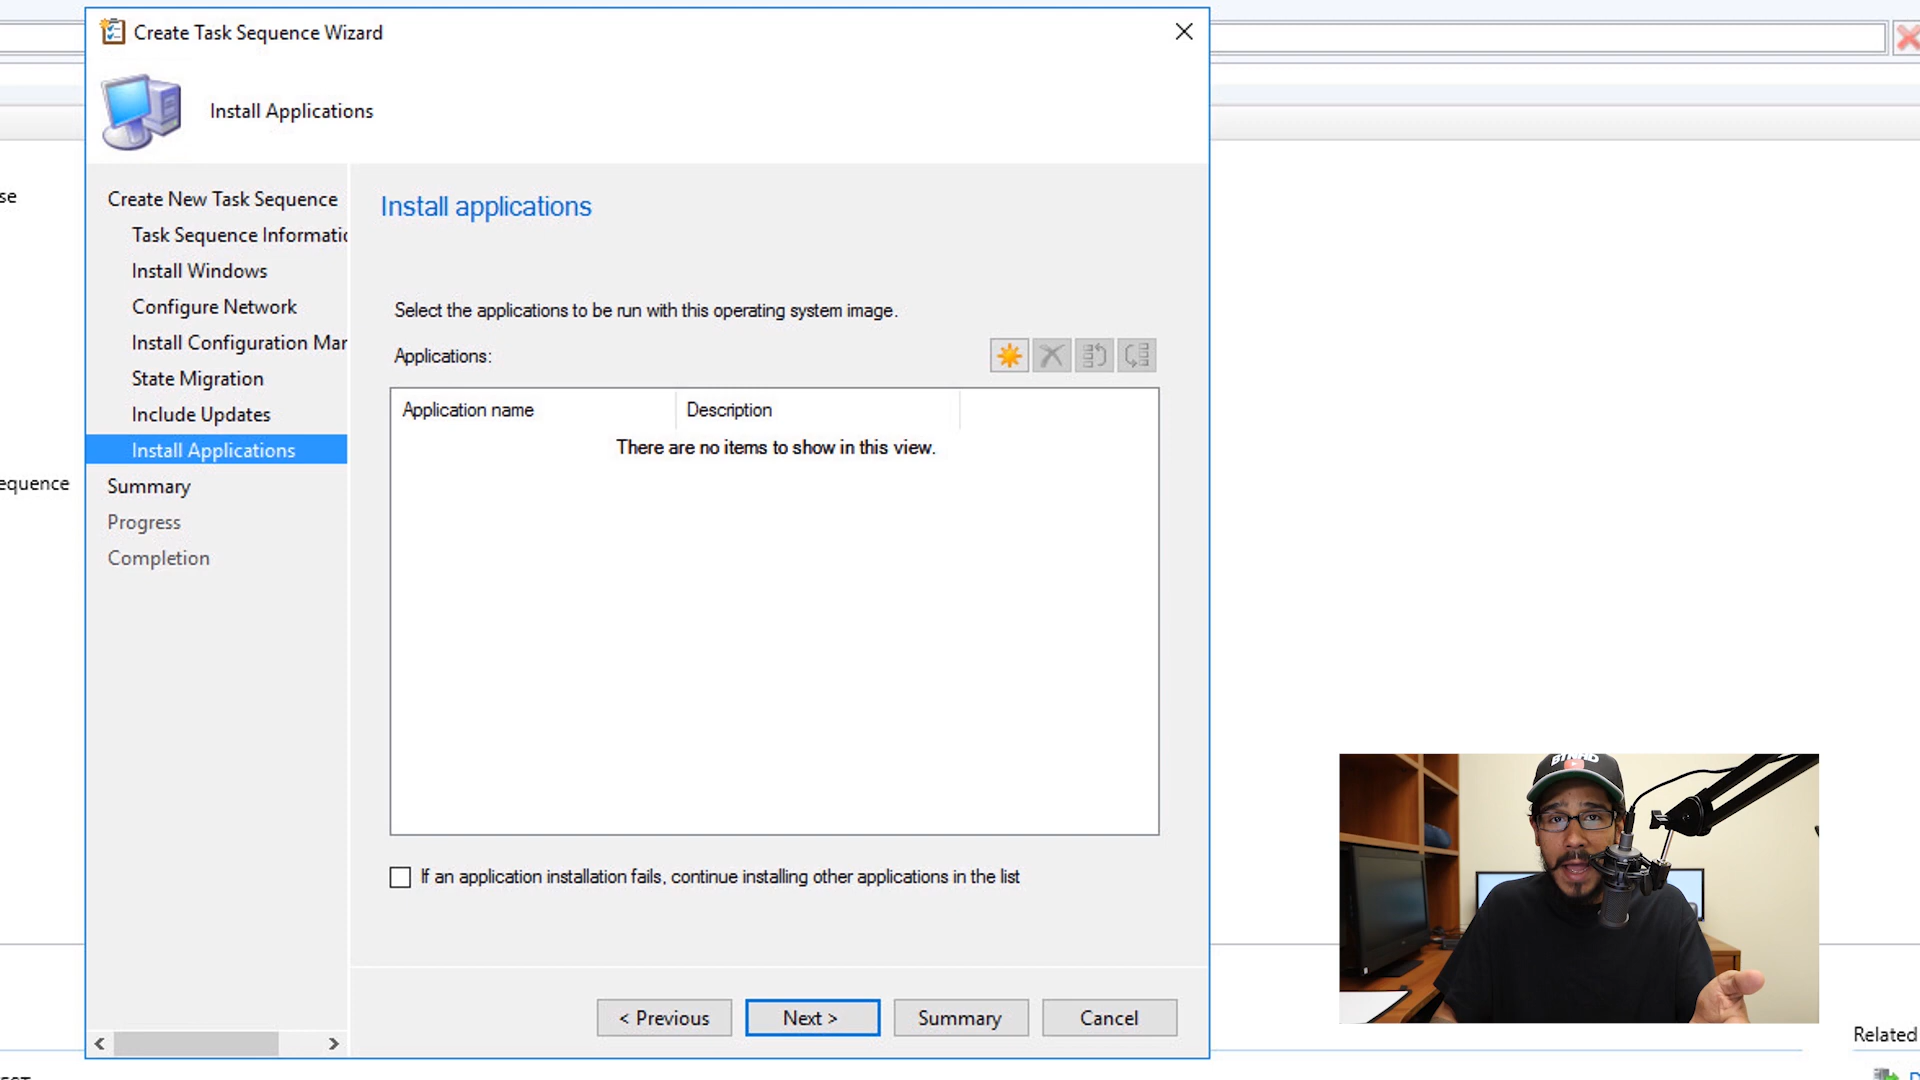 Create Task Sequence Wizard
Install Applications
se
equence
Create New Task Sequence
Task Sequence Informatic
Install Windows
Configure Network
Install Configuration Mar
State Migration
Include Updates
Install Applications
Summary
Progress
Completion
Install applications
Select the applications to be run with this operating system image.
Applications:
Application name Description
There are no items to show in this view.
If an application installation fails, continue installing other applications in the list
< Previous Next > Summary Cancel
Related